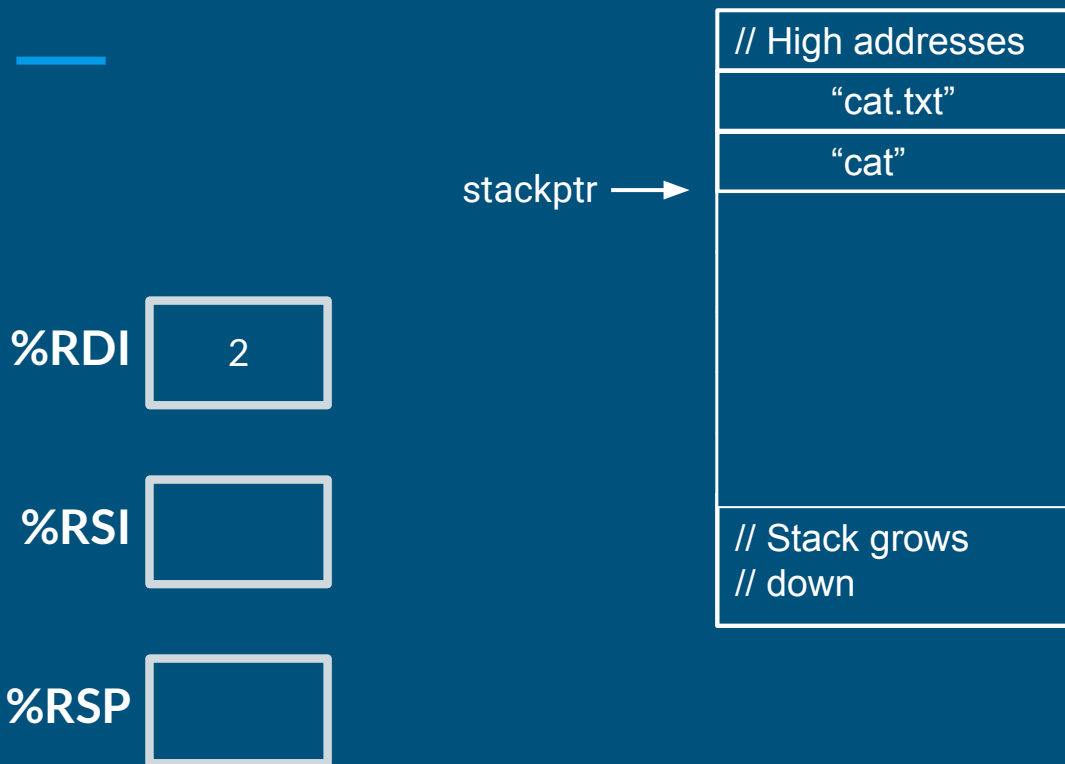 // High addresses
“cat.txt”
“cat”
stackptr
%RDI
2
%RSI
// Stack grows
// down
%RSP